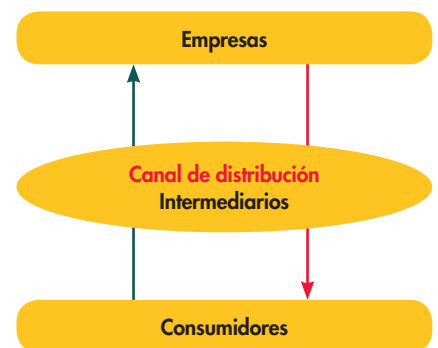 Empresas
Canal de distribución
Intermediarios
Consumidores